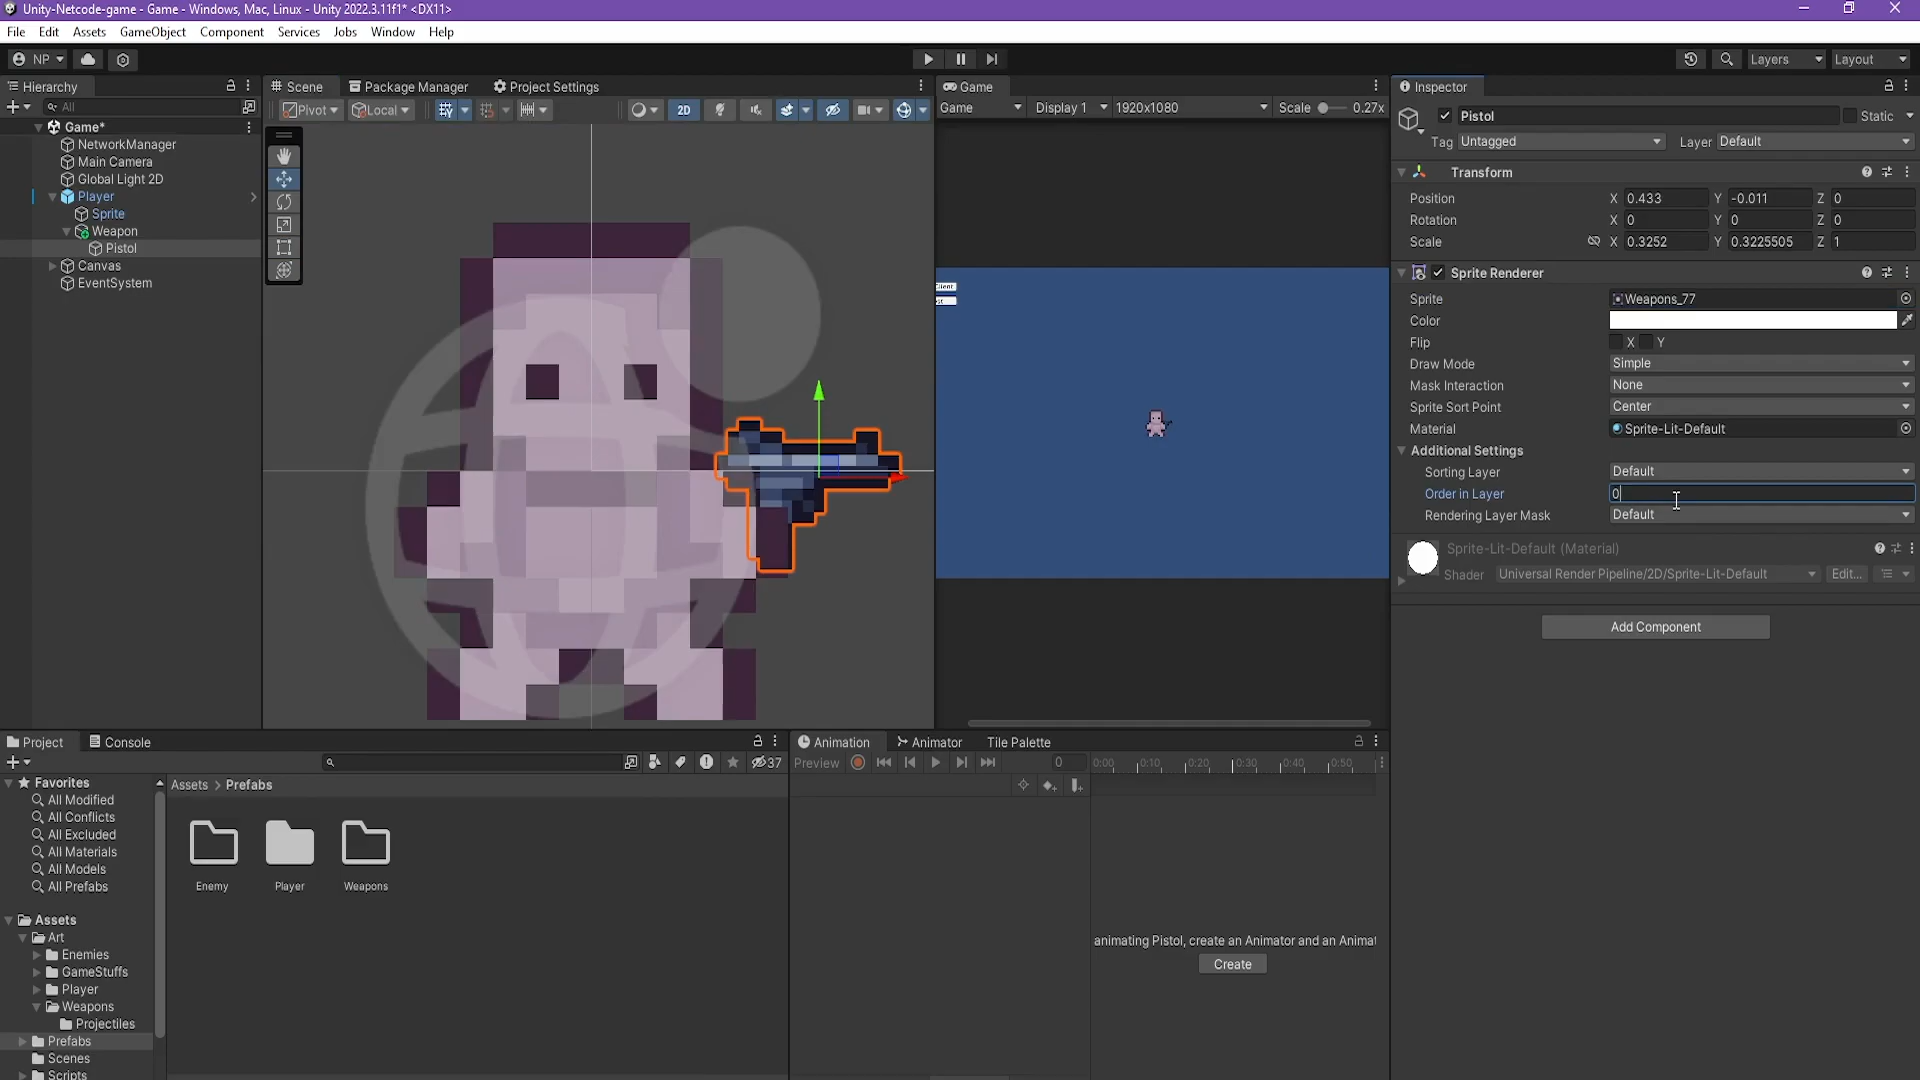 Unity-Netcode-game - Game - Windows, Mac, Linux - Unity 2022.3.11f1* <DX11>
File Edit Assets GameObject Component Services Jobs Window Help
NP Layers Layout
Hierarchy
All
Game*
NetworkManager
Main Camera
Global Light 2D
Player
Sprite
Weapon
Pistol
Canvas
EventSystem
Scene Package Manager Project Settings
Pivot Local 2D
Game
Game Display 1 1920x1080 Scale 0.27x
Inspector
Pistol Static
Tag Untagged Layer Default
Transform
Position X 0.433 Y -0.011 Z 0
Rotation X 0 Y 0 Z 0
Scale X 0.3252 Y 0.3225505 Z 1
Sprite Renderer
Sprite Weapons_77
Color
Flip X Y
Draw Mode Simple
Mask Interaction None
Sprite Sort Point Center
Material Sprite-Lit-Default
Additional Settings
Sorting Layer Default
Order in Layer 0
Rendering Layer Mask Default
Sprite-Lit-Default (Material)
Shader Universal Render Pipeline/2D/Sprite-Lit-Default Edit...
Add Component
Project Console
37
Favorites
All Modified
All Conflicts
All Excluded
All Materials
All Models
All Prefabs
Assets
Art
Enemies
GameStuffs
Player
Weapons
Projectiles
Prefabs
Scenes
Scripts
Assets > Prefabs
Enemy Player Weapons
Animation Animator Tile Palette
Preview 0 0:00 0:10 0:20 0:30 0:40 0:50
animating Pistol, create an Animator and an Animat
Create